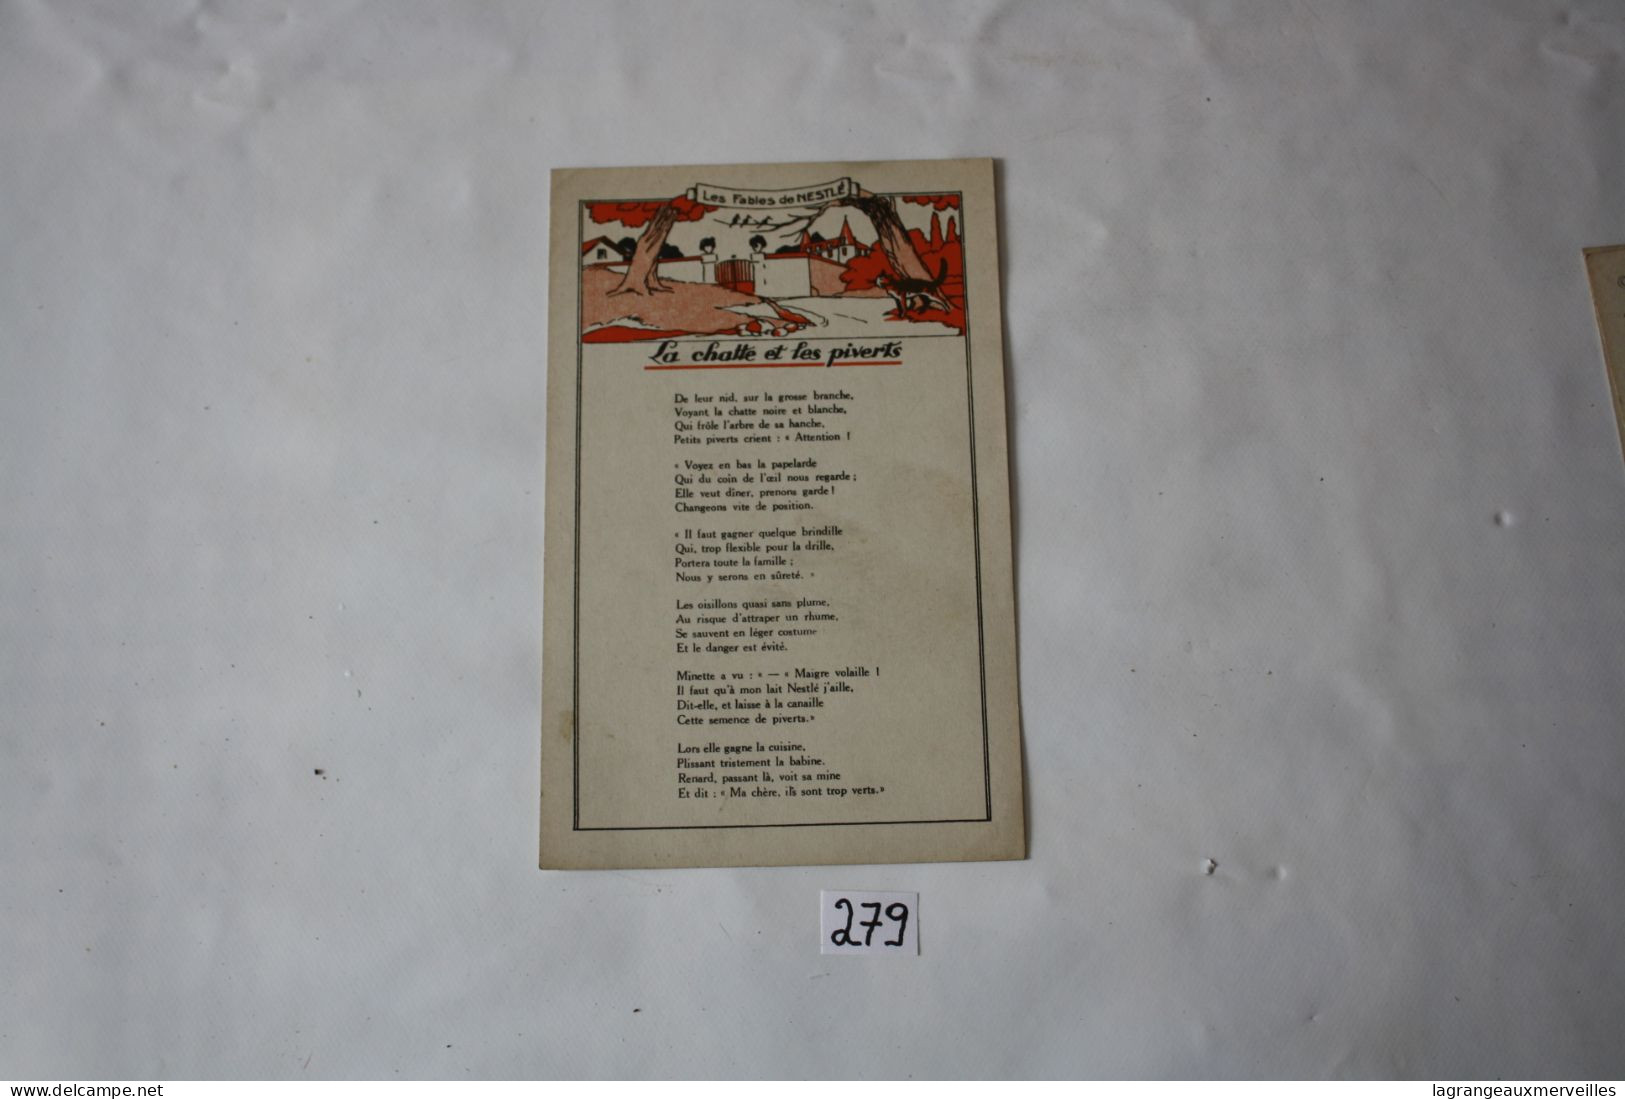 Les Fables de NESTLÉ
La chatte et les piverts
De leur nid, sur la grosse branche,
Voyant la chatte noire et blanche,
Qui frôle l'arbre de sa hanche,
Petits piverts crient : « Attention !
« Voyez en bas la papelarde
Qui du coin de l'œil nous regarde ;
Elle veut dîner, prenons garde !
Changeons vite de position.
« Il faut gagner quelque brindille
Qui, trop flexible pour la drille,
Portera toute la famille ;
Nous y serons en sûreté. »
Les oisillons quasi sans plume,
Au risque d'attraper un rhume,
Se sauvent en léger costume
Et le danger est évité.
Minette a vu : « — « Maigre volaille !
Il faut qu'à mon lait Nestlé j'aille,
Dit-elle, et laisse à la canaille
Cette semence de piverts.»
Lors elle gagne la cuisine,
Plissant tristement la babine.
Renard, passant là, voit sa mine
Et dit : « Ma chère, ils sont trop verts.»
279
© delcampe.net
lagrangeauxmerveilles